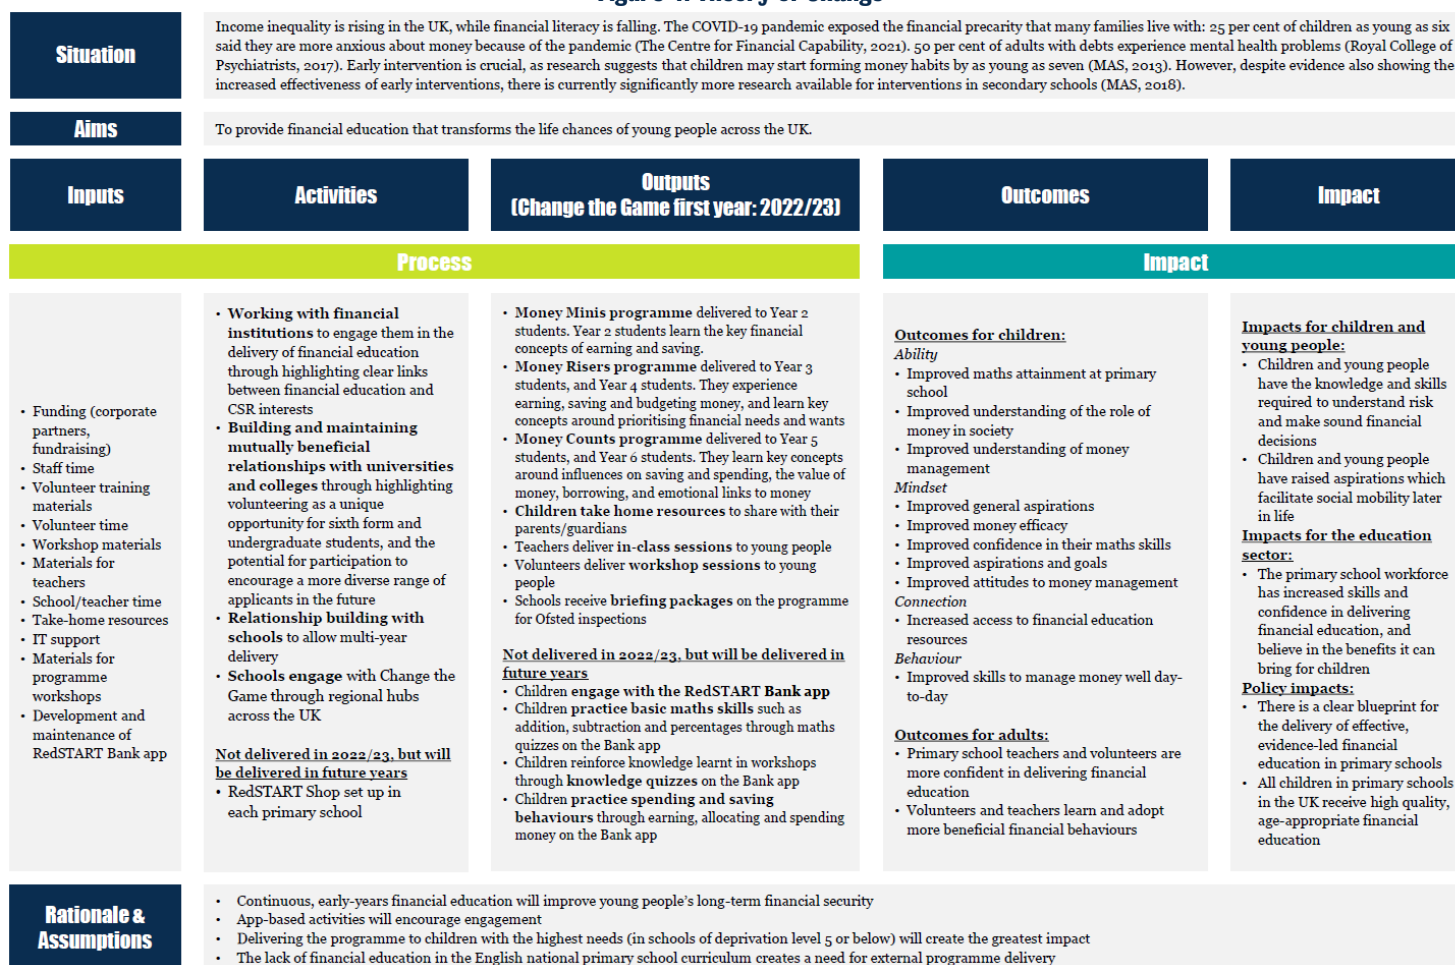 Figure 1: Theory of Change
Situation
Income inequality is rising in the UK, while financial literacy is falling. The COVID-19 pandemic exposed the financial precarity that many families live with: 25 per cent of children as young as six
said they are more anxious about money because of the pandemic (The Centre for Financial Capability, 2021). 50 per cent of adults with debts experience mental health problems (Royal College of
Psychiatrists, 2017). Early intervention is crucial, as research suggests that children may start forming money habits by as young as seven (MAS, 2013). However, despite evidence also showing the
increased effectiveness of early interventions, there is currently significantly more research available for interventions in secondary schools (MAS, 2018).
Aims
To provide financial education that transforms the life chances of young people across the UK.
Inputs
Activities
Outputs
(Change the Game first year: 2022/23)
Outcomes
Impact
Process
Impact
• Funding (corporate
partners,
fundraising)
• Staff time
• Volunteer training
materials
• Volunteer time
• Workshop materials
• Materials for
teachers
• School/teacher time
• Take-home resources
• IT support
• Materials for
programme
workshops
• Development and
maintenance of
RedSTART Bank app
• Working with financial
institutions to engage them in the
delivery of financial education
through highlighting clear links
between financial education and
CSR interests
• Building and maintaining
mutually beneficial
relationships with universities
and colleges through highlighting
volunteering as a unique
opportunity for sixth form and
undergraduate students, and the
potential for participation to
encourage a more diverse range of
applicants in the future
• Relationship building with
schools to allow multi-year
delivery
• Schools engage with Change the
Game through regional hubs
across the UK
Not delivered in 2022/23, but will
be delivered in future years
• RedSTART Shop set up in
each primary school
• Money Minis programme delivered to Year 2
students. Year 2 students learn the key financial
concepts of earning and saving.
• Money Risers programme delivered to Year 3
students, and Year 4 students. They experience
earning, saving and budgeting money, and learn key
concepts around prioritising financial needs and wants
• Money Counts programme delivered to Year 5
students, and Year 6 students. They learn key concepts
around influences on saving and spending, the value of
money, borrowing, and emotional links to money
• Children take home resources to share with their
parents/guardians
• Teachers deliver in-class sessions to young people
• Volunteers deliver workshop sessions to young
people
• Schools receive briefing packages on the programme
for Ofsted inspections
Not delivered in 2022/23, but will be delivered in
future years
• Children engage with the RedSTART Bank app
• Children practice basic maths skills such as
addition, subtraction and percentages through maths
quizzes on the Bank app
• Children reinforce knowledge learnt in workshops
through knowledge quizzes on the Bank app
• Children practice spending and saving
behaviours through earning, allocating and spending
money on the Bank app
Outcomes for children:
Ability
• Improved maths attainment at primary
school
• Improved understanding of the role of
money in society
• Improved understanding of money
management
Mindset
• Improved general aspirations
• Improved money efficacy
• Improved confidence in their maths skills
• Improved aspirations and goals
• Improved attitudes to money management
Connection
• Increased access to financial education
resources
Behaviour
• Improved skills to manage money well day-
to-day
Outcomes for adults:
• Primary school teachers and volunteers are
more confident in delivering financial
education
• Volunteers and teachers learn and adopt
more beneficial financial behaviours
Impacts for children and
young people:
• Children and young people
have the knowledge and skills
required to understand risk
and make sound financial
decisions
• Children and young people
have raised aspirations which
facilitate social mobility later
in life
Impacts for the education
sector:
• The primary school workforce
has increased skills and
confidence in delivering
financial education, and
believe in the benefits it can
bring for children
Policy impacts:
• There is a clear blueprint for
the delivery of effective,
evidence-led financial
education in primary schools
• All children in primary schools
in the UK receive high quality,
age-appropriate financial
education
Rationale &
Assumptions
• Continuous, early-years financial education will improve young people's long-term financial security
• App-based activities will encourage engagement
• Delivering the programme to children with the highest needs (in schools of deprivation level 5 or below) will create the greatest impact
• The lack of financial education in the English national primary school curriculum creates a need for external programme delivery